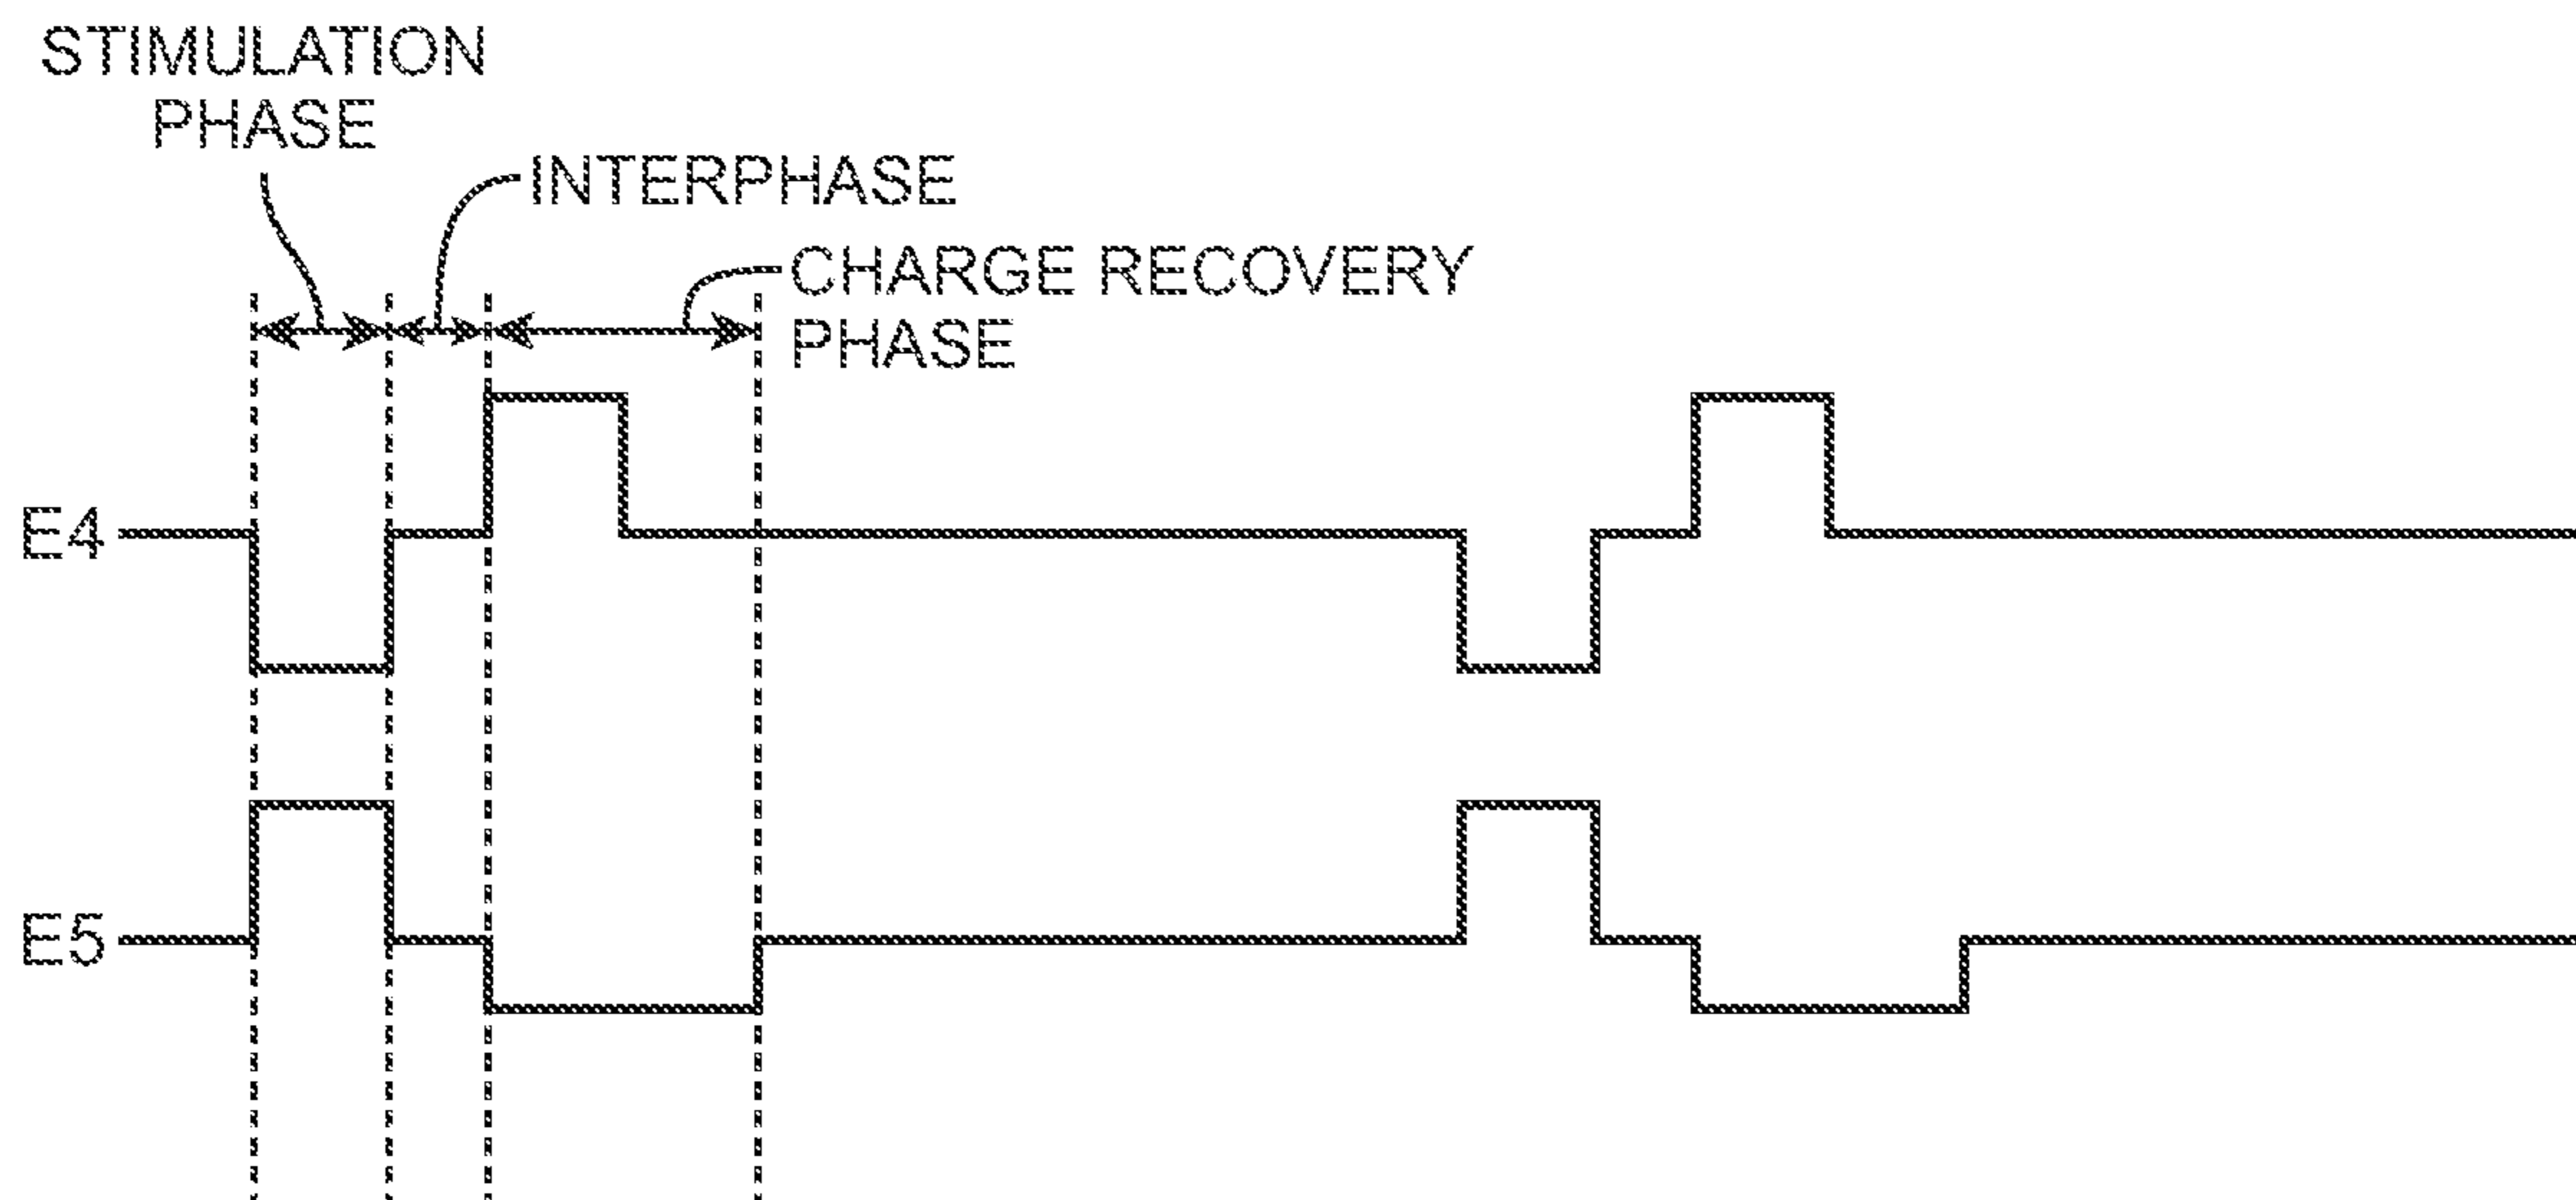 STIMULATION
PHASE
INTERPHASE
CHARGE RECOVERY
PHASE
E4
E5